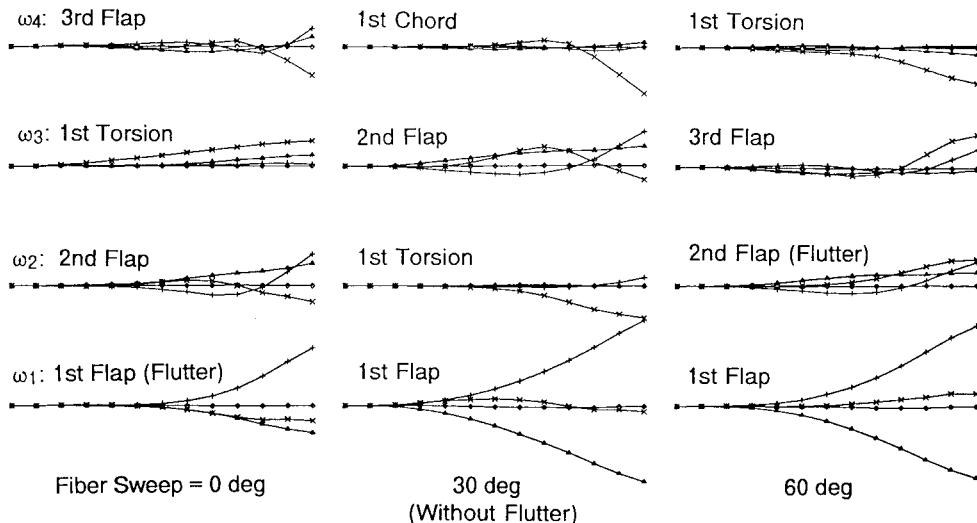 ω4: 3rd Flap
1st Chord
1st Torsion
ω3: 1st Torsion
2nd Flap
3rd Flap
ω2: 2nd Flap
1st Torsion
2nd Flap (Flutter)
ω1: 1st Flap (Flutter)
1st Flap
1st Flap
Fiber Sweep = 0 deg
30 deg
60 deg
(Without Flutter)